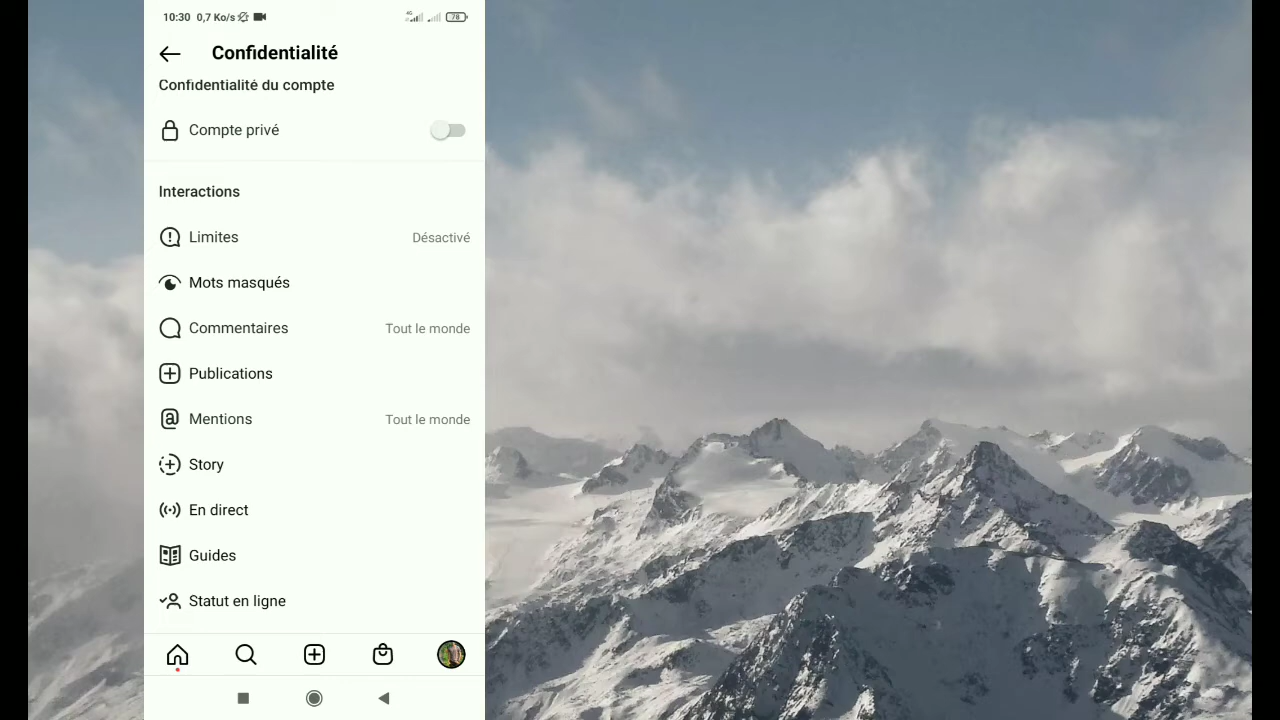 10:30 0,7 Ko/s 4G 78
Confidentialité
Confidentialité du compte
Compte privé
Interactions
Limites Désactivé
Mots masqués
Commentaires Tout le monde
Publications
Mentions Tout le monde
Story
En direct
Guides
Statut en ligne